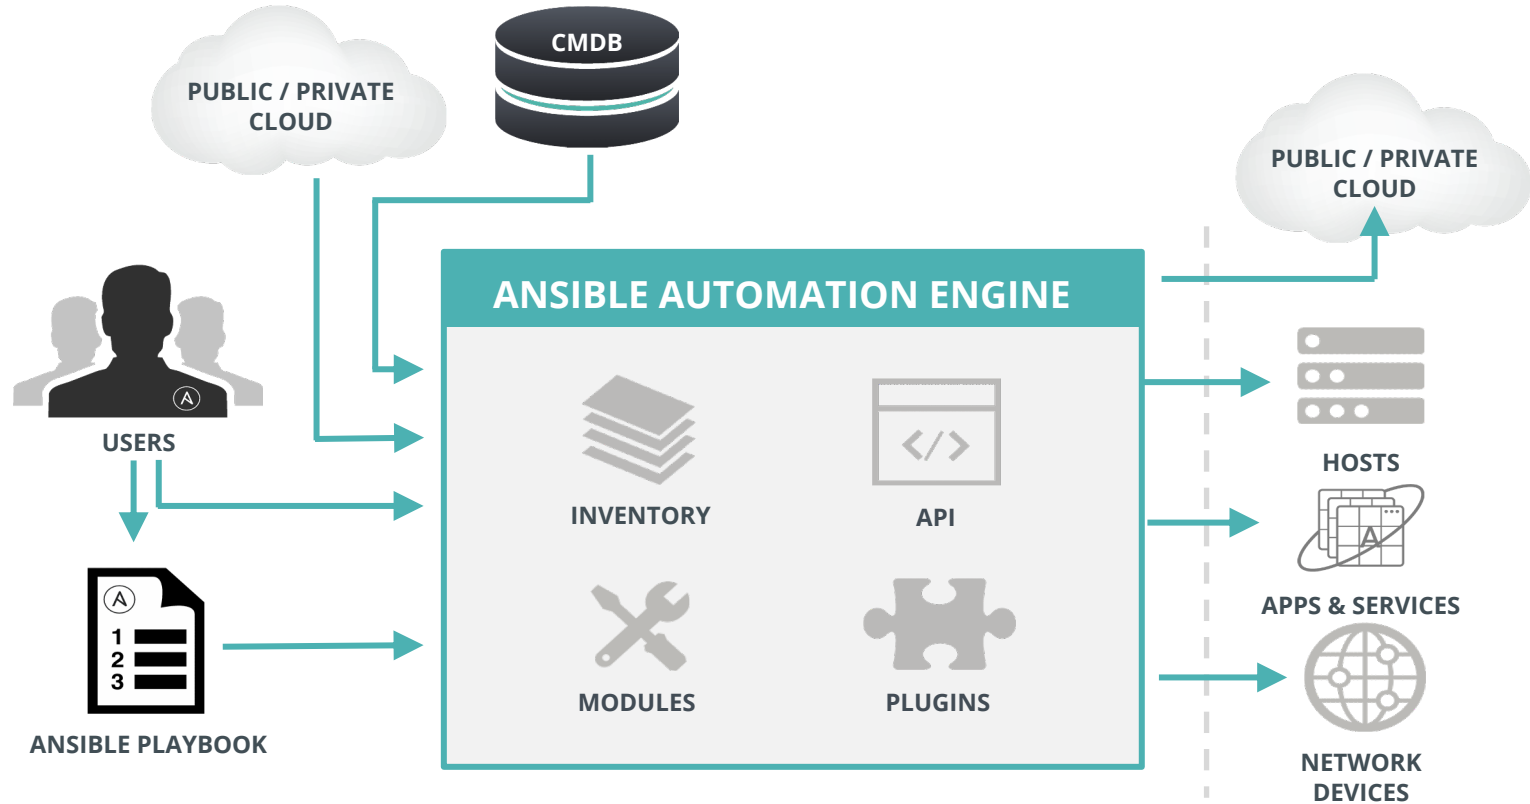 PUBLIC / PRIVATE
CLOUD
CMDB
PUBLIC / PRIVATE
CLOUD
ANSIBLE AUTOMATION ENGINE
USERS
HOSTS
</>
INVENTORY
API
APPS & SERVICES
A
A
1
2
3
MODULES
PLUGINS
ANSIBLE PLAYBOOK
NETWORK
DEVICES